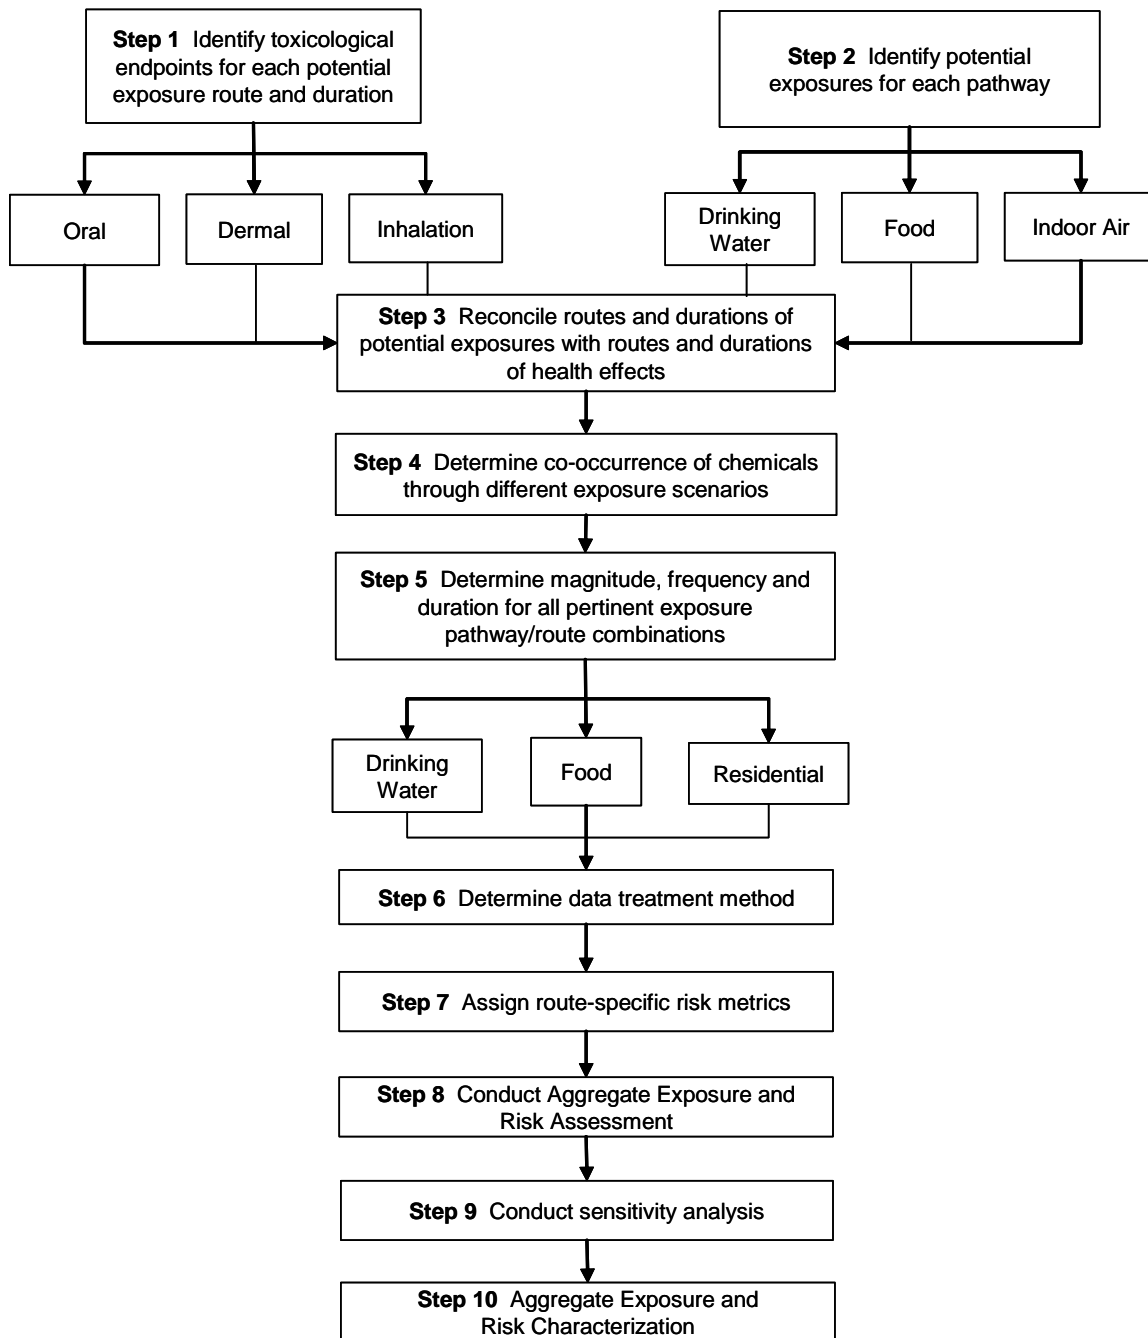 Step 1 Identify toxicological
endpoints for each potential
exposure route and duration
Step 2 Identify potential
exposures for each pathway
Oral
Dermal
Inhalation
Drinking
Water
Food
Indoor Air
Step 3 Reconcile routes and durations of
potential exposures with routes and durations
of health effects
Step 4 Determine co-occurrence of chemicals
through different exposure scenarios
Step 5 Determine magnitude, frequency and
duration for all pertinent exposure
pathway/route combinations
Drinking
Water
Food
Residential
Step 6 Determine data treatment method
Step 7 Assign route-specific risk metrics
Step 8 Conduct Aggregate Exposure and
Risk Assessment
Step 9 Conduct sensitivity analysis
Step 10 Aggregate Exposure and
Risk Characterization